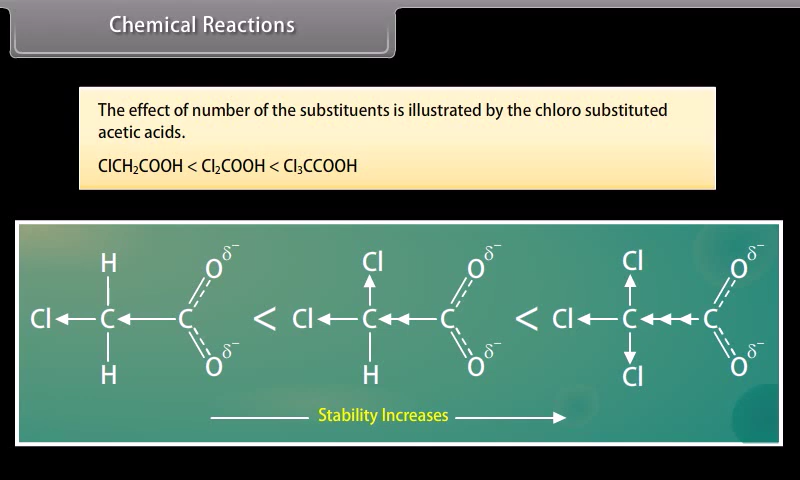 Chemical Reactions
The effect of number of the substituents is illustrated by the chloro substituted
acetic acids.
ClCH₂COOH < Cl₂COOH < Cl₃CCOOH
H Cl Cl
O δ⁻ O δ⁻ O δ⁻
Cl C C < Cl C C < Cl C C
O δ⁻ O δ⁻ O δ⁻
H H Cl
Stability Increases